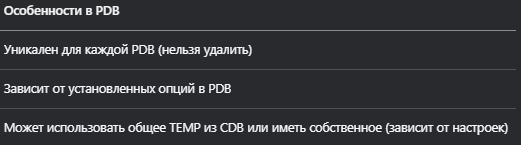 Особенности в PDB
Уникален для каждой PDB (нельзя удалить)
Зависит от установленных опций в PDB
Может использовать общее TEMP из CDB или иметь собственное (зависит от настроек)